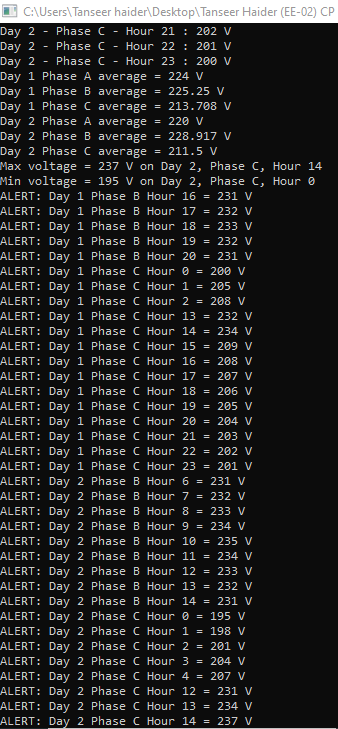 C:\Users\Tanseer haider\Desktop\Tanseer Haider (EE-02) CP
Day 2 - Phase C - Hour 21 : 202 V
Day 2 - Phase C - Hour 22 : 201 V
Day 2 - Phase C - Hour 23 : 200 V
Day 1 Phase A average = 224 V
Day 1 Phase B average = 225.25 V
Day 1 Phase C average = 213.708 V
Day 2 Phase A average = 220 V
Day 2 Phase B average = 228.917 V
Day 2 Phase C average = 211.5 V
Max voltage = 237 V on Day 2, Phase C, Hour 14
Min voltage = 195 V on Day 2, Phase C, Hour 0
ALERT: Day 1 Phase B Hour 16 = 231 V
ALERT: Day 1 Phase B Hour 17 = 232 V
ALERT: Day 1 Phase B Hour 18 = 233 V
ALERT: Day 1 Phase B Hour 19 = 232 V
ALERT: Day 1 Phase B Hour 20 = 231 V
ALERT: Day 1 Phase C Hour 0 = 200 V
ALERT: Day 1 Phase C Hour 1 = 205 V
ALERT: Day 1 Phase C Hour 2 = 208 V
ALERT: Day 1 Phase C Hour 13 = 232 V
ALERT: Day 1 Phase C Hour 14 = 234 V
ALERT: Day 1 Phase C Hour 15 = 209 V
ALERT: Day 1 Phase C Hour 16 = 208 V
ALERT: Day 1 Phase C Hour 17 = 207 V
ALERT: Day 1 Phase C Hour 18 = 206 V
ALERT: Day 1 Phase C Hour 19 = 205 V
ALERT: Day 1 Phase C Hour 20 = 204 V
ALERT: Day 1 Phase C Hour 21 = 203 V
ALERT: Day 1 Phase C Hour 22 = 202 V
ALERT: Day 1 Phase C Hour 23 = 201 V
ALERT: Day 2 Phase B Hour 6 = 231 V
ALERT: Day 2 Phase B Hour 7 = 232 V
ALERT: Day 2 Phase B Hour 8 = 233 V
ALERT: Day 2 Phase B Hour 9 = 234 V
ALERT: Day 2 Phase B Hour 10 = 235 V
ALERT: Day 2 Phase B Hour 11 = 234 V
ALERT: Day 2 Phase B Hour 12 = 233 V
ALERT: Day 2 Phase B Hour 13 = 232 V
ALERT: Day 2 Phase B Hour 14 = 231 V
ALERT: Day 2 Phase C Hour 0 = 195 V
ALERT: Day 2 Phase C Hour 1 = 198 V
ALERT: Day 2 Phase C Hour 2 = 201 V
ALERT: Day 2 Phase C Hour 3 = 204 V
ALERT: Day 2 Phase C Hour 4 = 207 V
ALERT: Day 2 Phase C Hour 12 = 231 V
ALERT: Day 2 Phase C Hour 13 = 234 V
ALERT: Day 2 Phase C Hour 14 = 237 V